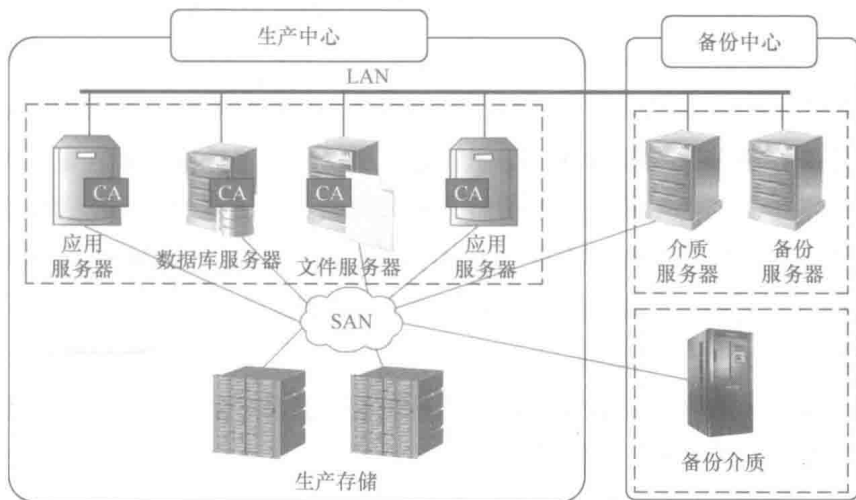 生产中心
备份中心
LAN
CA
CA
CA
CA
应用
服务器
数据库服务器
文件服务器
应用
服务器
介质
服务器
备份
服务器
SAN
生产存储
备份介质